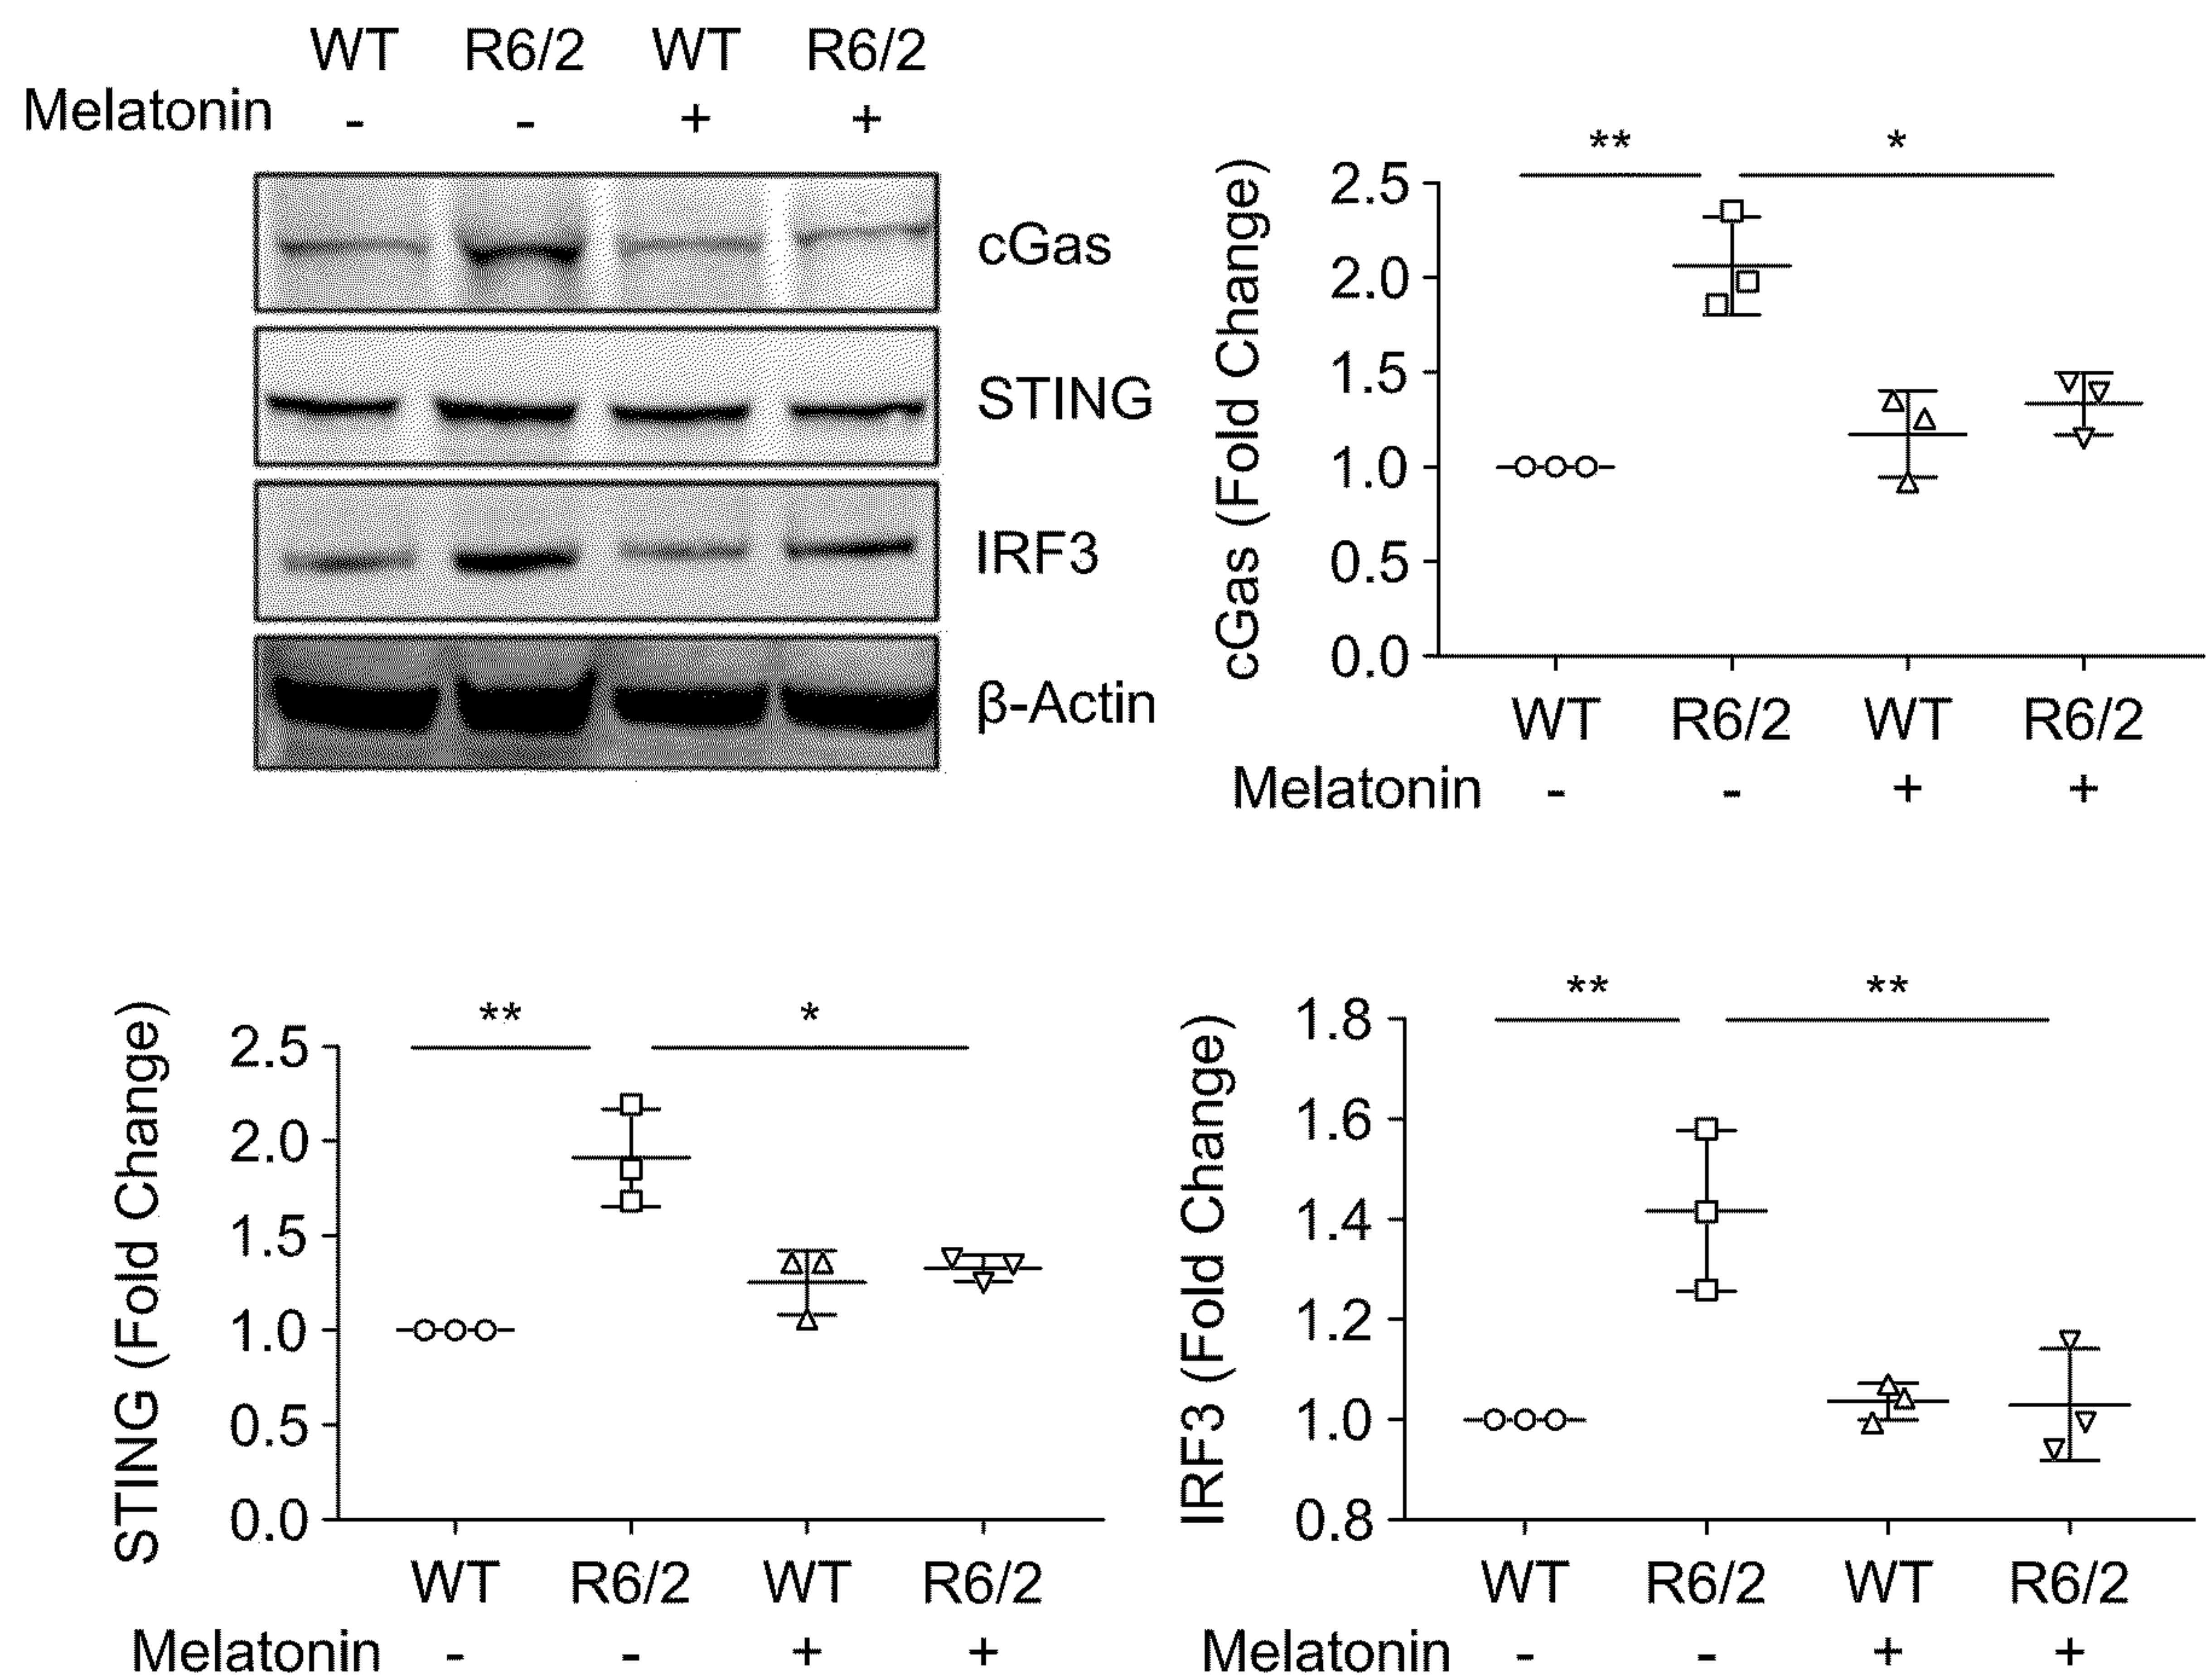 WT R6/2 WT R6/2
Melatonin - - + +
cGas
STING
IRF3
β-Actin
cGas (Fold Change)
** *
2.5
2.0
1.5
1.0
0.5
0.0
WT R6/2 WT R6/2
Melatonin - - + +
STING (Fold Change)
** *
2.5
2.0
1.5
1.0
0.5
0.0
WT R6/2 WT R6/2
Melatonin - - + +
IRF3 (Fold Change)
** **
1.8
1.6
1.4
1.2
1.0
0.8
WT R6/2 WT R6/2
Melatonin - - + +